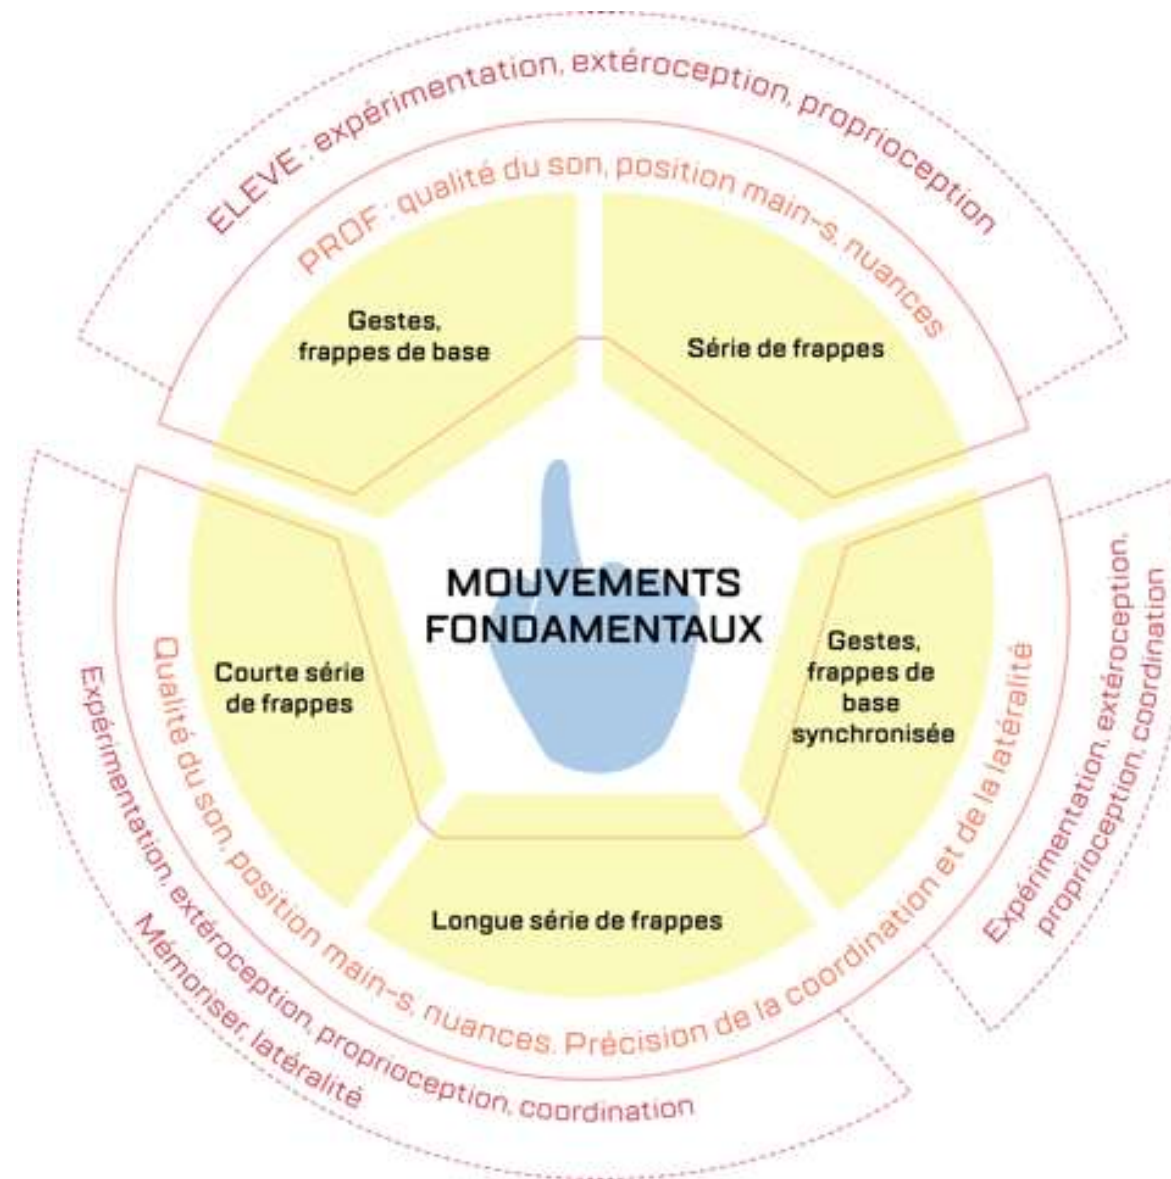 ELEVE : expérimentation, extéroception, proprioception
PROF : qualité du son, position main-s, nuances
Gestes,
frappes de base
Série de frappes
MOUVEMENTS
FONDAMENTAUX
Gestes,
frappes de
base
synchronisée
Expérimentation, extéroception,
proprioception, coordination
Courte série
de frappes
Longue série de frappes
Qualité du son, position main-s, nuances. Précision de la coordination et de la latéralité
Expérimentation, extéroception, proprioception, coordination
Mémoriser, latéralité